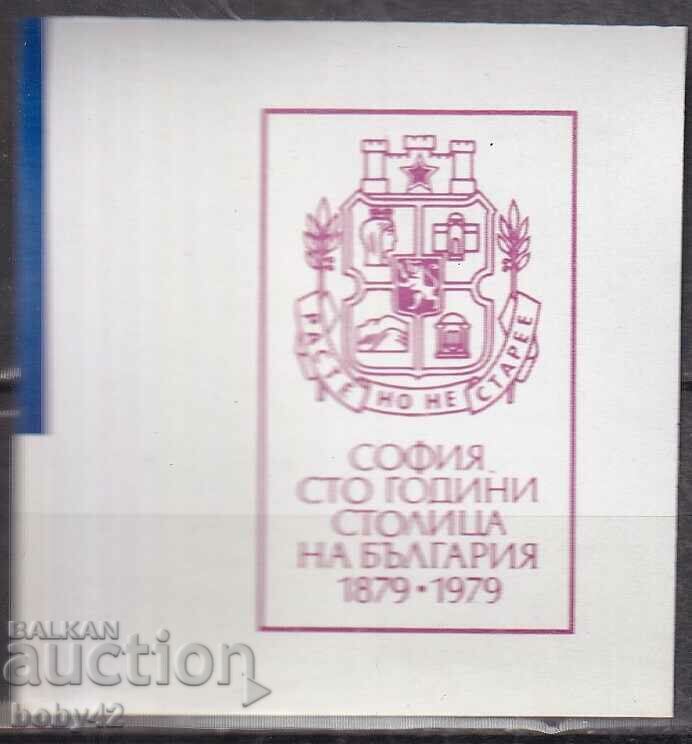 РАСТЕ НО НЕ СТАРЕЕ
СОФИЯ
СТО ГОДИНИ
СТОЛИЦА
НА БЪЛГАРИЯ
1879 • 1979
BALKAN
auction
boby42